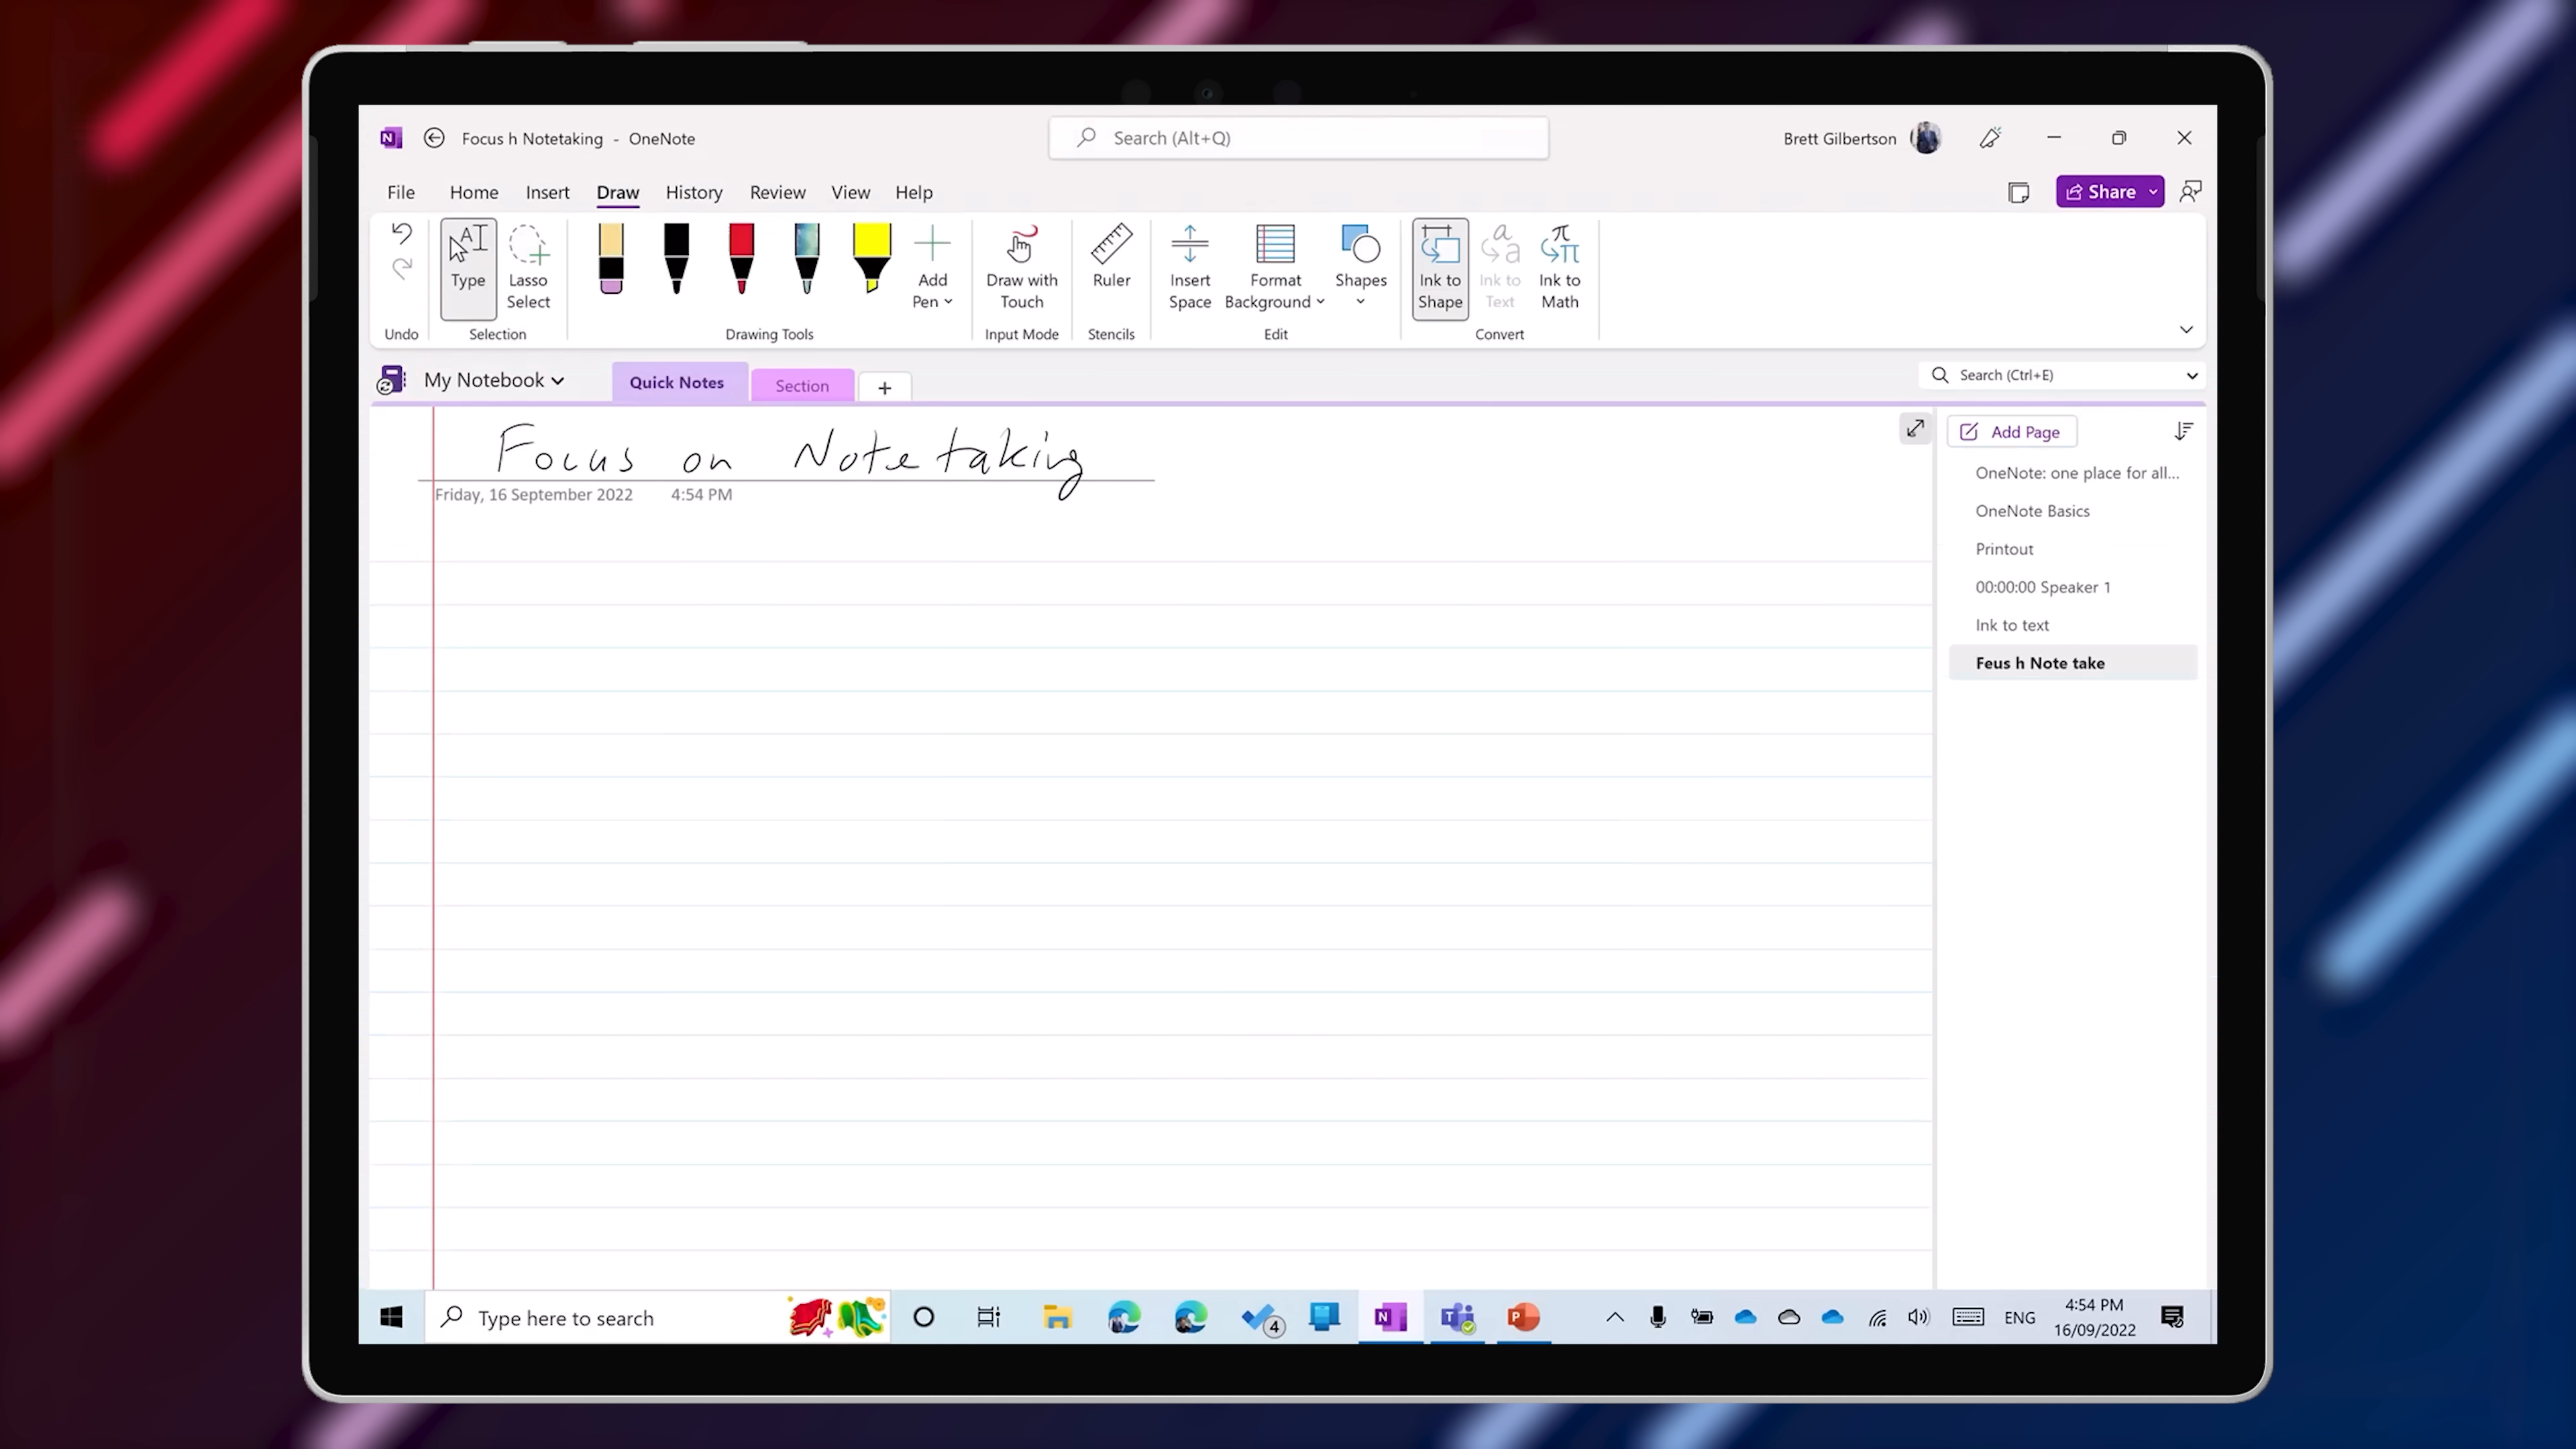 Focus h Notetaking - OneNote
Search (Alt+Q)
Brett Gilbertson
File Home Insert Draw History Review View Help
Share
Type
Lasso Select
Add Pen
Draw with Touch
Ruler
Insert Space
Format Background
Shapes
Ink to Shape
Ink to Text
Ink to Math
Undo Selection Drawing Tools Input Mode Stencils Edit Convert
My Notebook
Quick Notes
Section
+
Search (Ctrl+E)
Focus on Notetaking
Friday, 16 September 2022 4:54 PM
Add Page
OneNote: one place for all...
OneNote Basics
Printout
00:00:00 Speaker 1
Ink to text
Feus h Note take
Type here to search
4
ENG
4:54 PM
16/09/2022